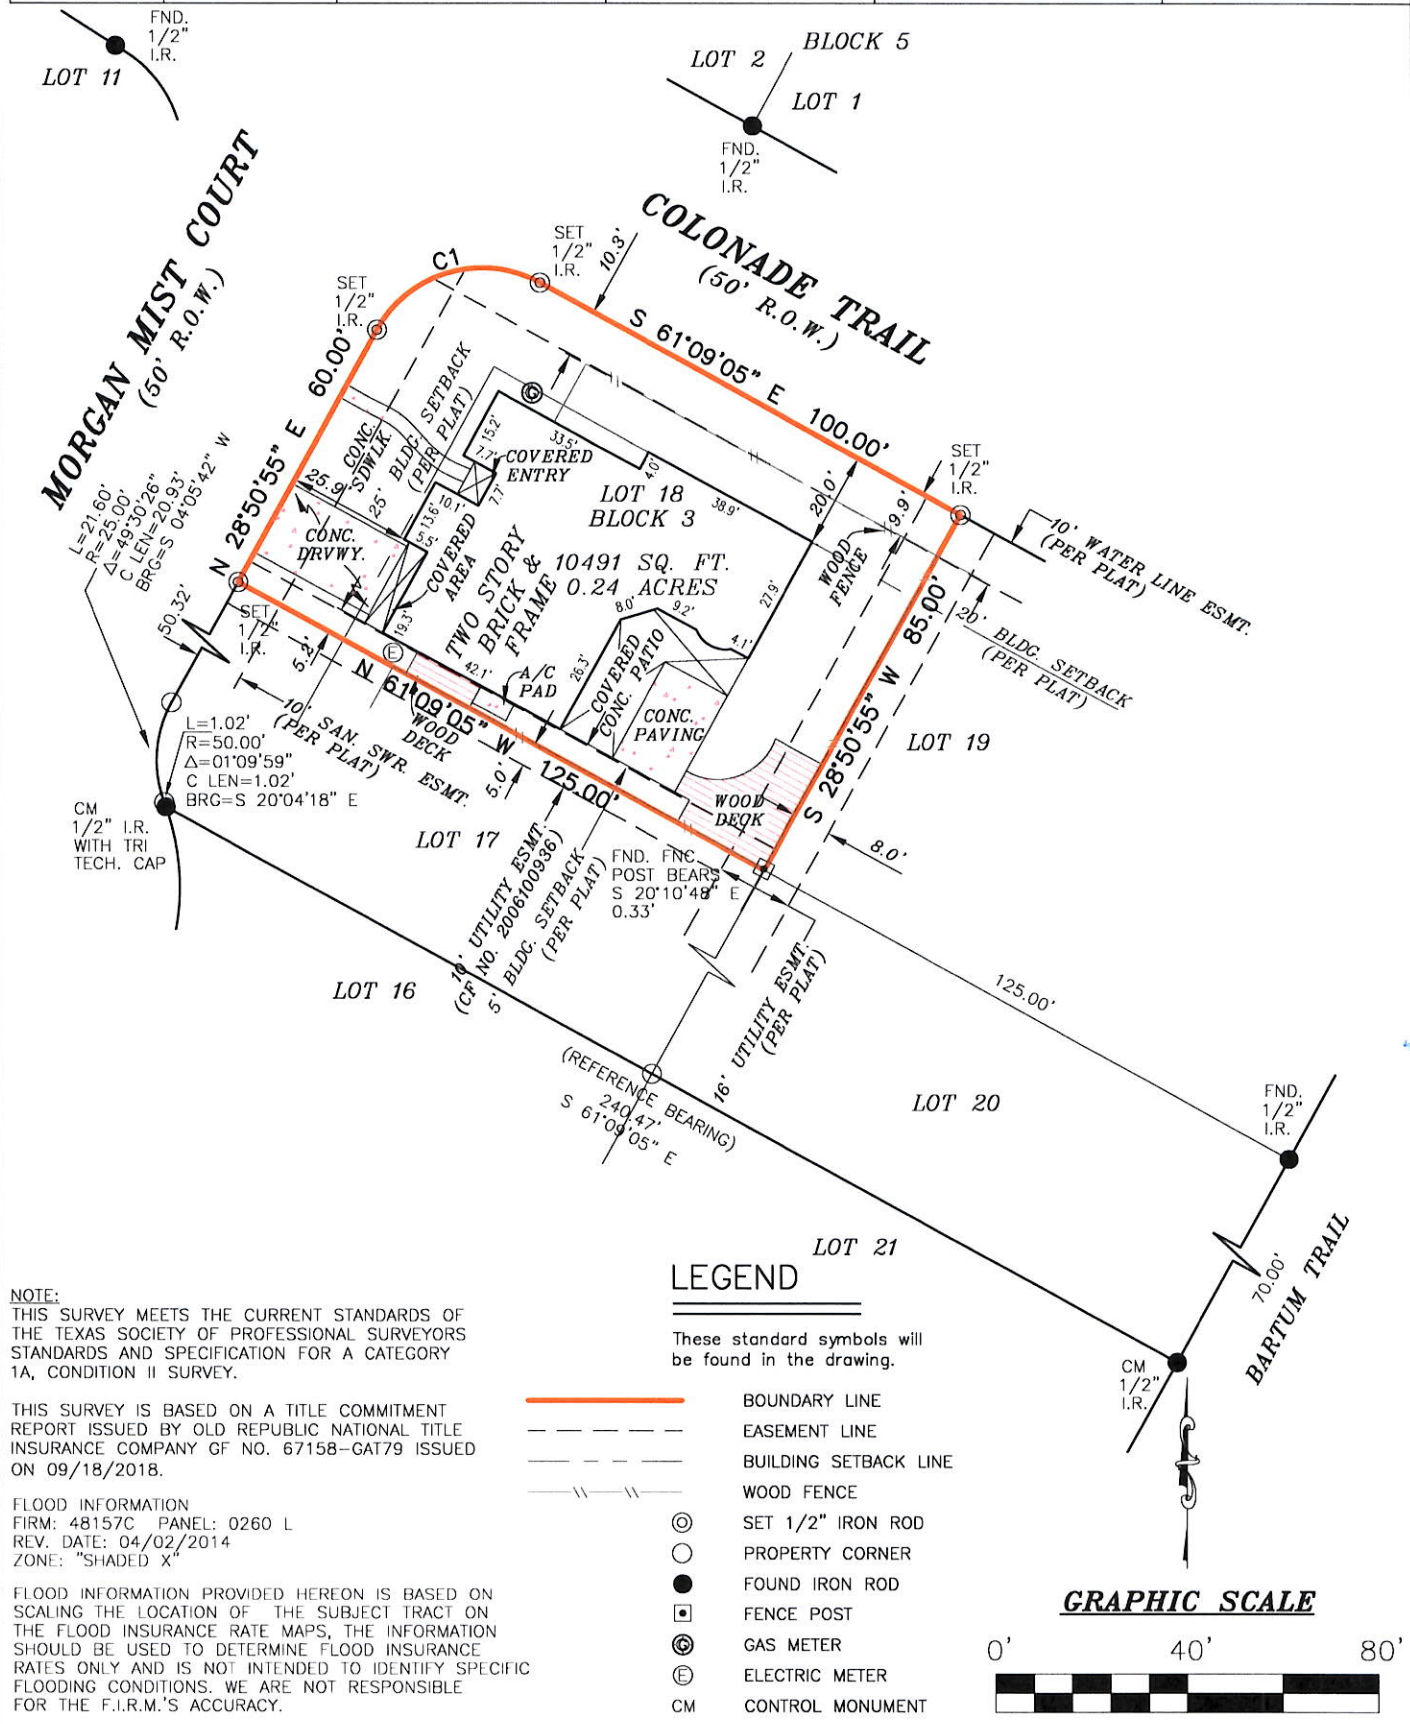 FND.
1/2"
I.R.
LOT 11
LOT 2
BLOCK 5
LOT 1
FND.
1/2"
I.R.
MORGAN MIST COURT
(50' R.O.W.)
COLONADE TRAIL
(50' R.O.W.)
SET
1/2"
I.R.
C1
SET
1/2"
I.R.
10.3'
S 61°09'05" E 100.00'
N 28°50'55" E 60.00'
SET
1/2"
I.R.
10' WATER LINE ESMT.
(PER PLAT)
CONC.
SDWLK.
25' BLDG. SETBACK
(PER PLAT)
15.2'
7.7'
33.5'
COVERED
ENTRY
7.7'
4.0'
LOT 18
BLOCK 3
38.9'
20.0'
9.9'
25.9'
10.1'
13.6'
5.5'
CONC.
DRVWY.
COVERED
AREA
TWO STORY
BRICK &
FRAME
10491 SQ. FT.
0.24 ACRES
WOOD
FENCE
27.9'
8.0'
9.2'
4.1'
20' BLDG. SETBACK
(PER PLAT)
L=21.60'
R=25.00'
Δ=49°30'26"
C LEN=20.93'
BRG=S 04°05'42" W
50.32'
SET
1/2"
I.R.
5.2'
19.3'
E
42.1'
A/C
PAD
26.3'
COVERED
CONC. PATIO
CONC.
PAVING
S 28°50'55" W 85.00'
LOT 19
N 61°09'05" W 125.00'
WOOD
DECK
10' SAN. SWR. ESMT.
(PER PLAT)
5.0'
L=1.02'
R=50.00'
Δ=01°09'59"
C LEN=1.02'
BRG=S 20°04'18" E
CM
1/2" I.R.
WITH TRI
TECH. CAP
LOT 17
WOOD
DECK
8.0'
FND. FNC.
POST BEARS
S 20°10'48" E
0.33'
10' UTILITY ESMT.
(CF NO. 2006100936)
5' BLDG. SETBACK
(PER PLAT)
LOT 16
16' UTILITY ESMT.
(PER PLAT)
125.00'
(REFERENCE BEARING)
240.47'
S 61°09'05" E
LOT 20
FND.
1/2"
I.R.
LOT 21
70.00'
BARTUM TRAIL
CM
1/2"
I.R.
NOTE:
THIS SURVEY MEETS THE CURRENT STANDARDS OF
THE TEXAS SOCIETY OF PROFESSIONAL SURVEYORS
STANDARDS AND SPECIFICATION FOR A CATEGORY
1A, CONDITION II SURVEY.
THIS SURVEY IS BASED ON A TITLE COMMITMENT
REPORT ISSUED BY OLD REPUBLIC NATIONAL TITLE
INSURANCE COMPANY GF NO. 67158-GAT79 ISSUED
ON 09/18/2018.
FLOOD INFORMATION
FIRM: 48157C PANEL: 0260 L
REV. DATE: 04/02/2014
ZONE: "SHADED X"
FLOOD INFORMATION PROVIDED HEREON IS BASED ON
SCALING THE LOCATION OF THE SUBJECT TRACT ON
THE FLOOD INSURANCE RATE MAPS, THE INFORMATION
SHOULD BE USED TO DETERMINE FLOOD INSURANCE
RATES ONLY AND IS NOT INTENDED TO IDENTIFY SPECIFIC
FLOODING CONDITIONS. WE ARE NOT RESPONSIBLE
FOR THE F.I.R.M.'S ACCURACY.
LEGEND
These standard symbols will
be found in the drawing.
BOUNDARY LINE
EASEMENT LINE
BUILDING SETBACK LINE
WOOD FENCE
SET 1/2" IRON ROD
PROPERTY CORNER
FOUND IRON ROD
FENCE POST
G GAS METER
E ELECTRIC METER
CM CONTROL MONUMENT
GRAPHIC SCALE
0' 40' 80'